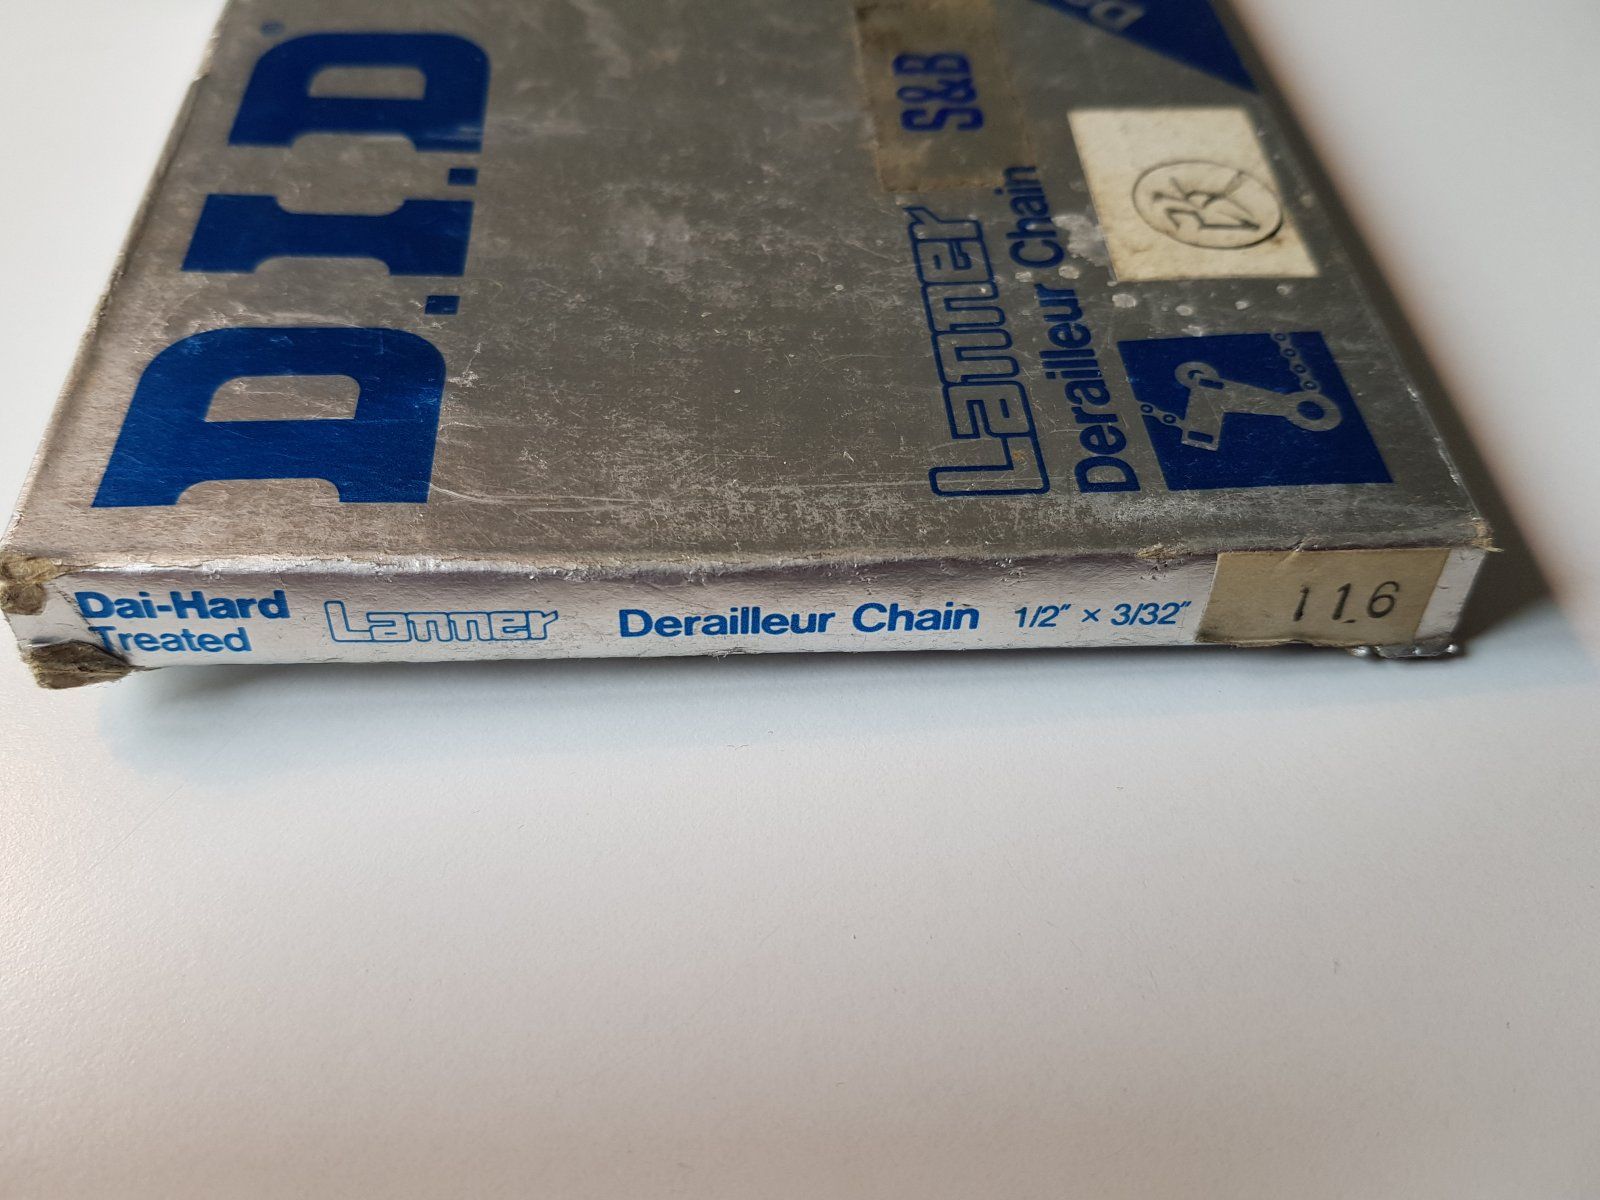 D.I.D®
S&B
Lanner
Derailleur Chain
Dai-Hard
Treated
Lanner
Derailleur Chain
1/2" × 3/32"
116